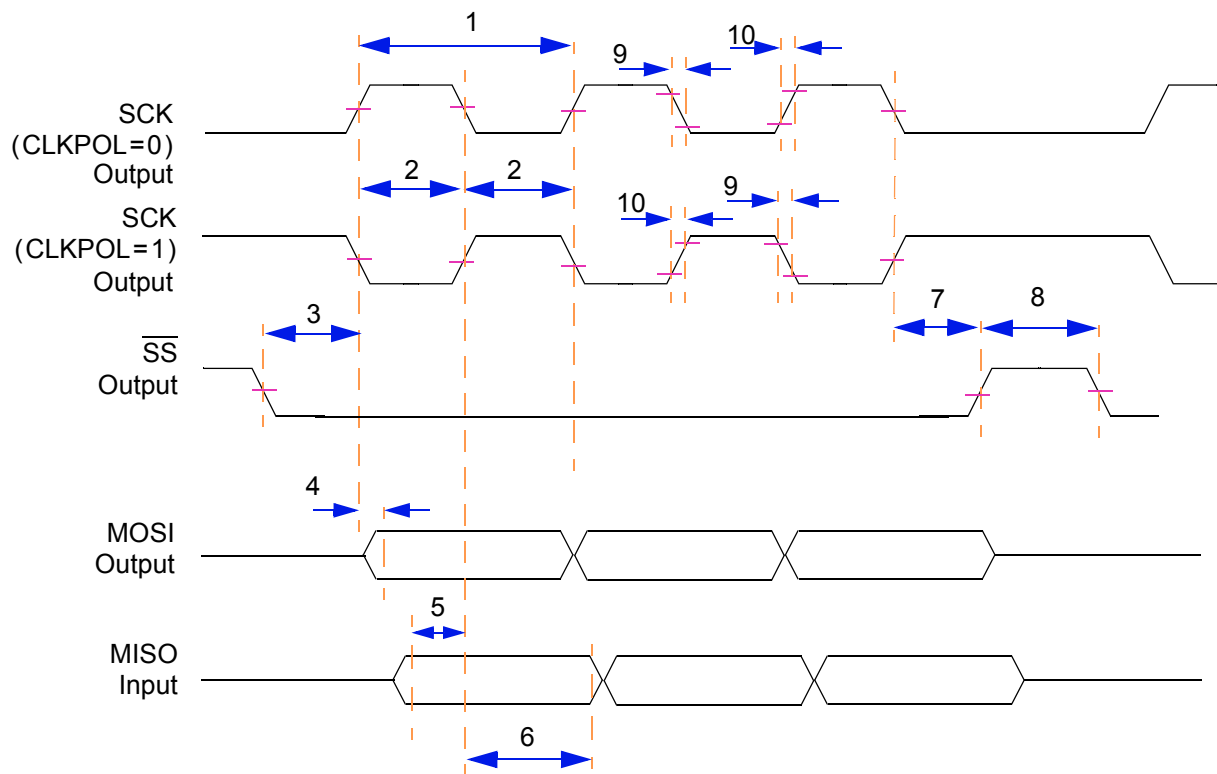 1
9
10
SCK
(CLKPOL=0)
Output
2
2
10
9
SCK
(CLKPOL=1)
Output
3
7
8
S̅S̅
Output
4
MOSI
Output
5
MISO
Input
6